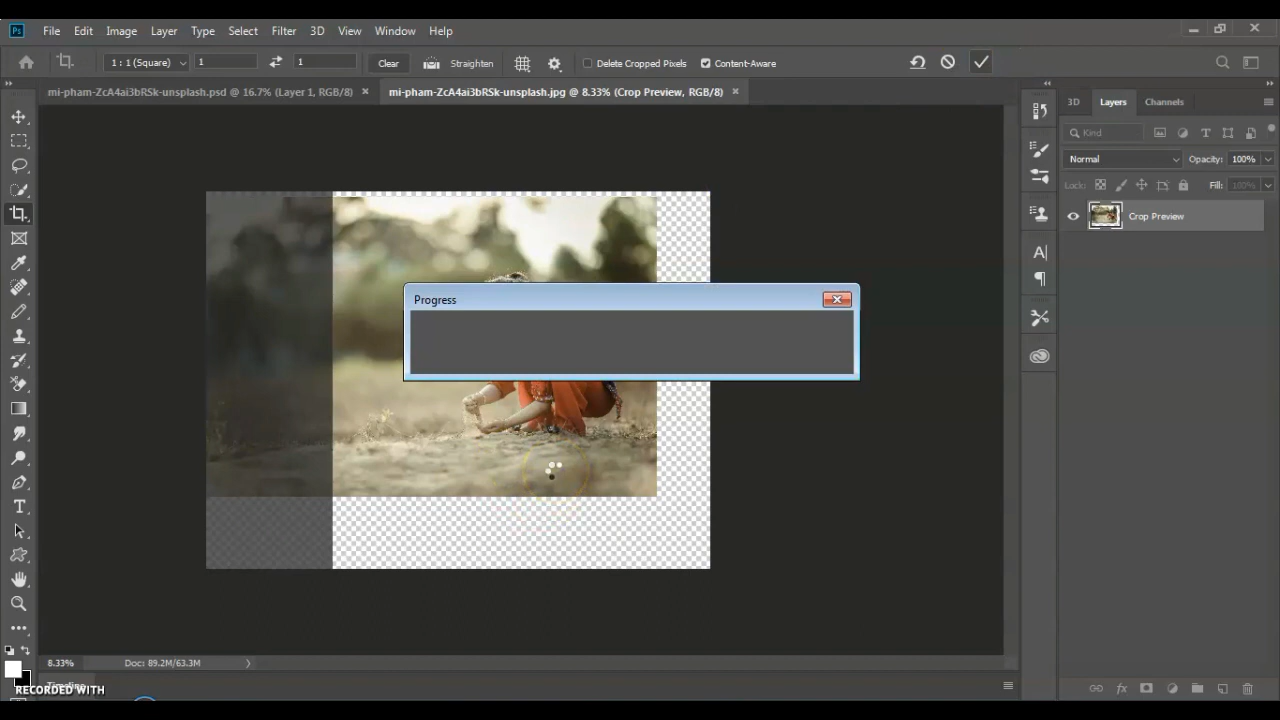 Ps File Edit Image Layer Type Select Filter 3D View Window Help
1 : 1 (Square) 1 1 Clear Straighten Delete Cropped Pixels Content-Aware
mi-pham-ZcA4ai3bRSk-unsplash.psd @ 16.7% (Layer 1, RGB/8) mi-pham-ZcA4ai3bRSk-unsplash.jpg @ 8.33% (Crop Preview, RGB/8)
3D Layers Channels
Kind
Normal Opacity: 100%
Lock: Fill: 100%
Crop Preview
Progress
8.33% Doc: 89.2M/63.3M
Timeline
RECORDED WITH